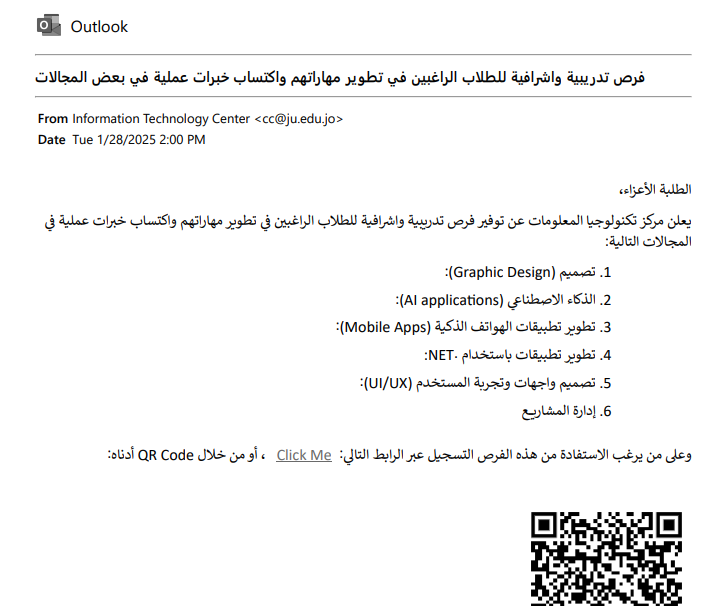 Outlook
فرص تدريبية واشرافية للطلاب الراغبين في تطوير مهاراتهم واكتساب خبرات عملية في بعض المجالات
From Information Technology Center <cc@ju.edu.jo>
Date Tue 1/28/2025 2:00 PM
الطلبة الأعزاء،
يعلن مركز تكنولوجيا المعلومات عن توفير فرص تدريبية واشرافية للطلاب الراغبين في تطوير مهاراتهم واكتساب خبرات عملية في
المجالات التالية:
1. تصميم (Graphic Design):
2. الذكاء الاصطناعي (AI applications):
3. تطوير تطبيقات الهواتف الذكية (Mobile Apps):
4. تطوير تطبيقات باستخدام .NET:
5. تصميم واجهات وتجربة المستخدم (UI/UX):
6. إدارة المشاريع
وعلى من يرغب الاستفادة من هذه الفرص التسجيل عبر الرابط التالي: Click Me ، أو من خلال QR Code أدناه: